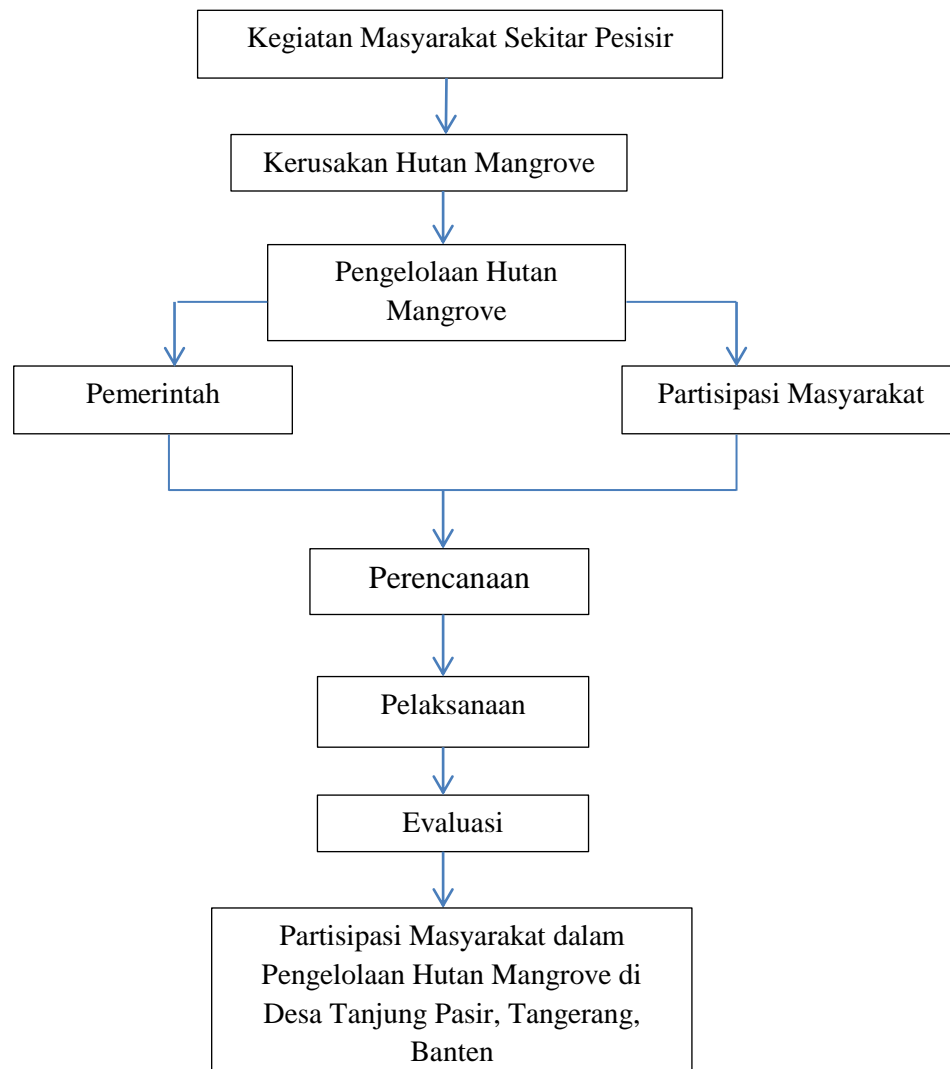 Kegiatan Masyarakat Sekitar Pesisir
Kerusakan Hutan Mangrove
Pengelolaan Hutan
Mangrove
Pemerintah
Partisipasi Masyarakat
Perencanaan
Pelaksanaan
Evaluasi
Partisipasi Masyarakat dalam
Pengelolaan Hutan Mangrove di
Desa Tanjung Pasir, Tangerang,
Banten